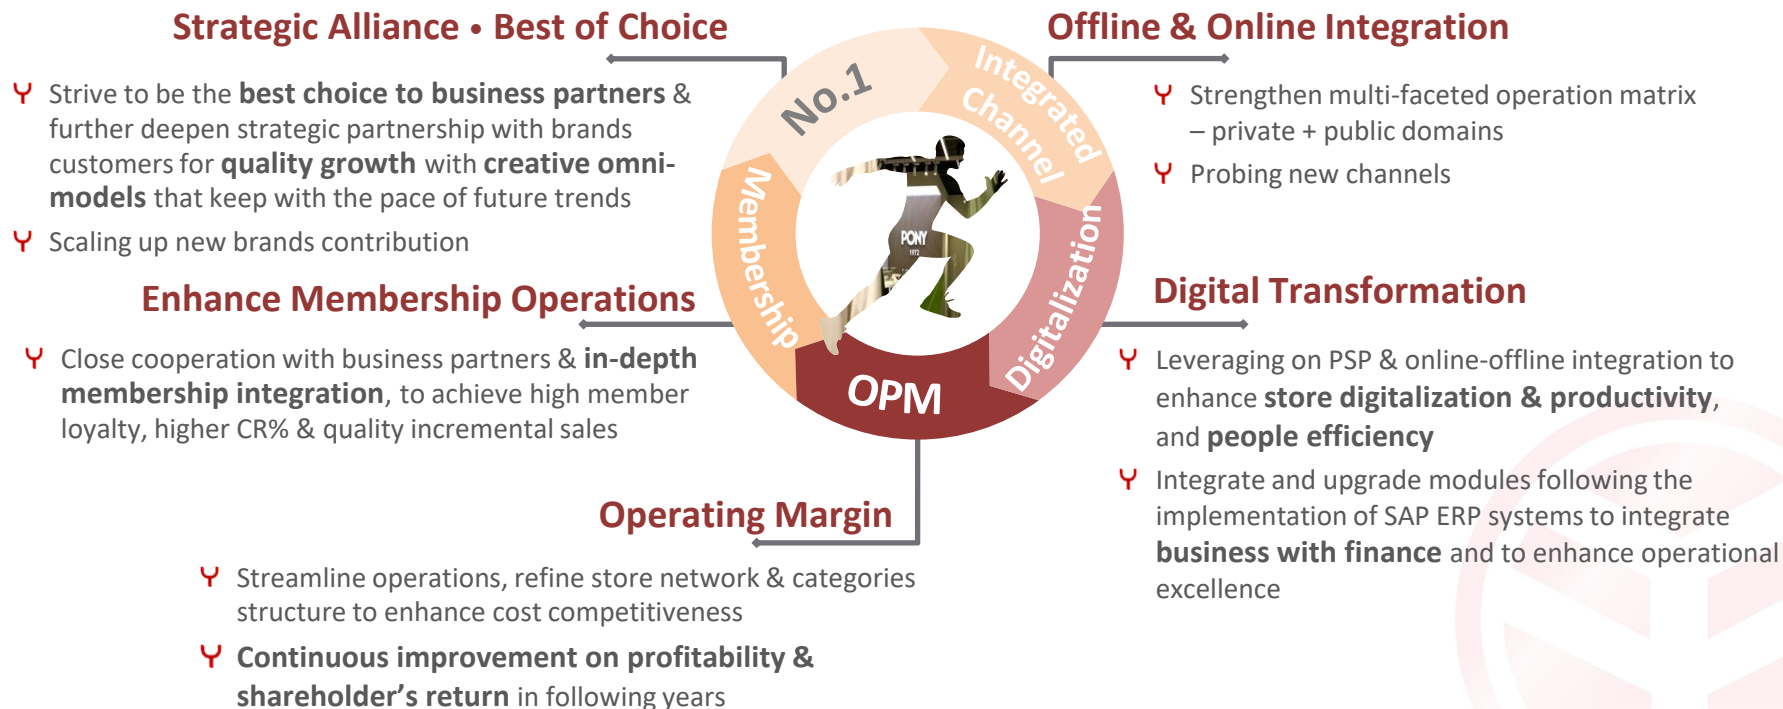 Strategic Alliance • Best of Choice
Strive to be the best choice to business partners &
further deepen strategic partnership with brands
customers for quality growth with creative omni-
models that keep with the pace of future trends
Scaling up new brands contribution
Enhance Membership Operations
Close cooperation with business partners & in-depth
membership integration, to achieve high member
loyalty, higher CR% & quality incremental sales
Operating Margin
Streamline operations, refine store network & categories
structure to enhance cost competitiveness
Continuous improvement on profitability &
shareholder's return in following years
No.1
Integrated
Channel
Membership
Digitalization
OPM
PONY
1972
Offline & Online Integration
Strengthen multi-faceted operation matrix
– private + public domains
Probing new channels
Digital Transformation
Leveraging on PSP & online-offline integration to
enhance store digitalization & productivity,
and people efficiency
Integrate and upgrade modules following the
implementation of SAP ERP systems to integrate
business with finance and to enhance operational
excellence